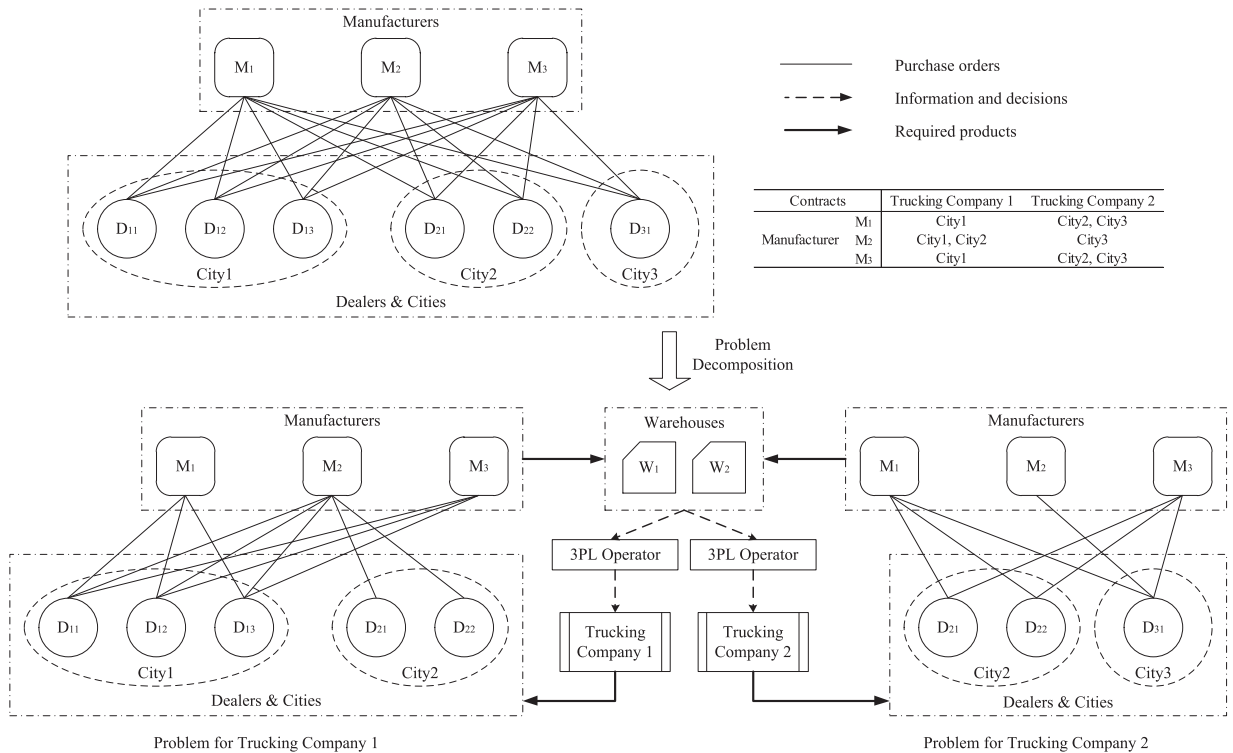 Manufacturers
M1 M2 M3
D11 D12 D13 D21 D22 D31
City1 City2 City3
Dealers & Cities
Purchase orders
Information and decisions
Required products
Contracts Trucking Company 1 Trucking Company 2
M1 City1 City2, City3
Manufacturer M2 City1, City2 City3
M3 City1 City2, City3
Problem
Decomposition
Manufacturers
M1 M2 M3
D11 D12 D13 D21 D22
City1 City2
Dealers & Cities
Problem for Trucking Company 1
Warehouses
W1 W2
3PL Operator 3PL Operator
Trucking
Company 1
Trucking
Company 2
Manufacturers
M1 M2 M3
D21 D22 D31
City2 City3
Dealers & Cities
Problem for Trucking Company 2